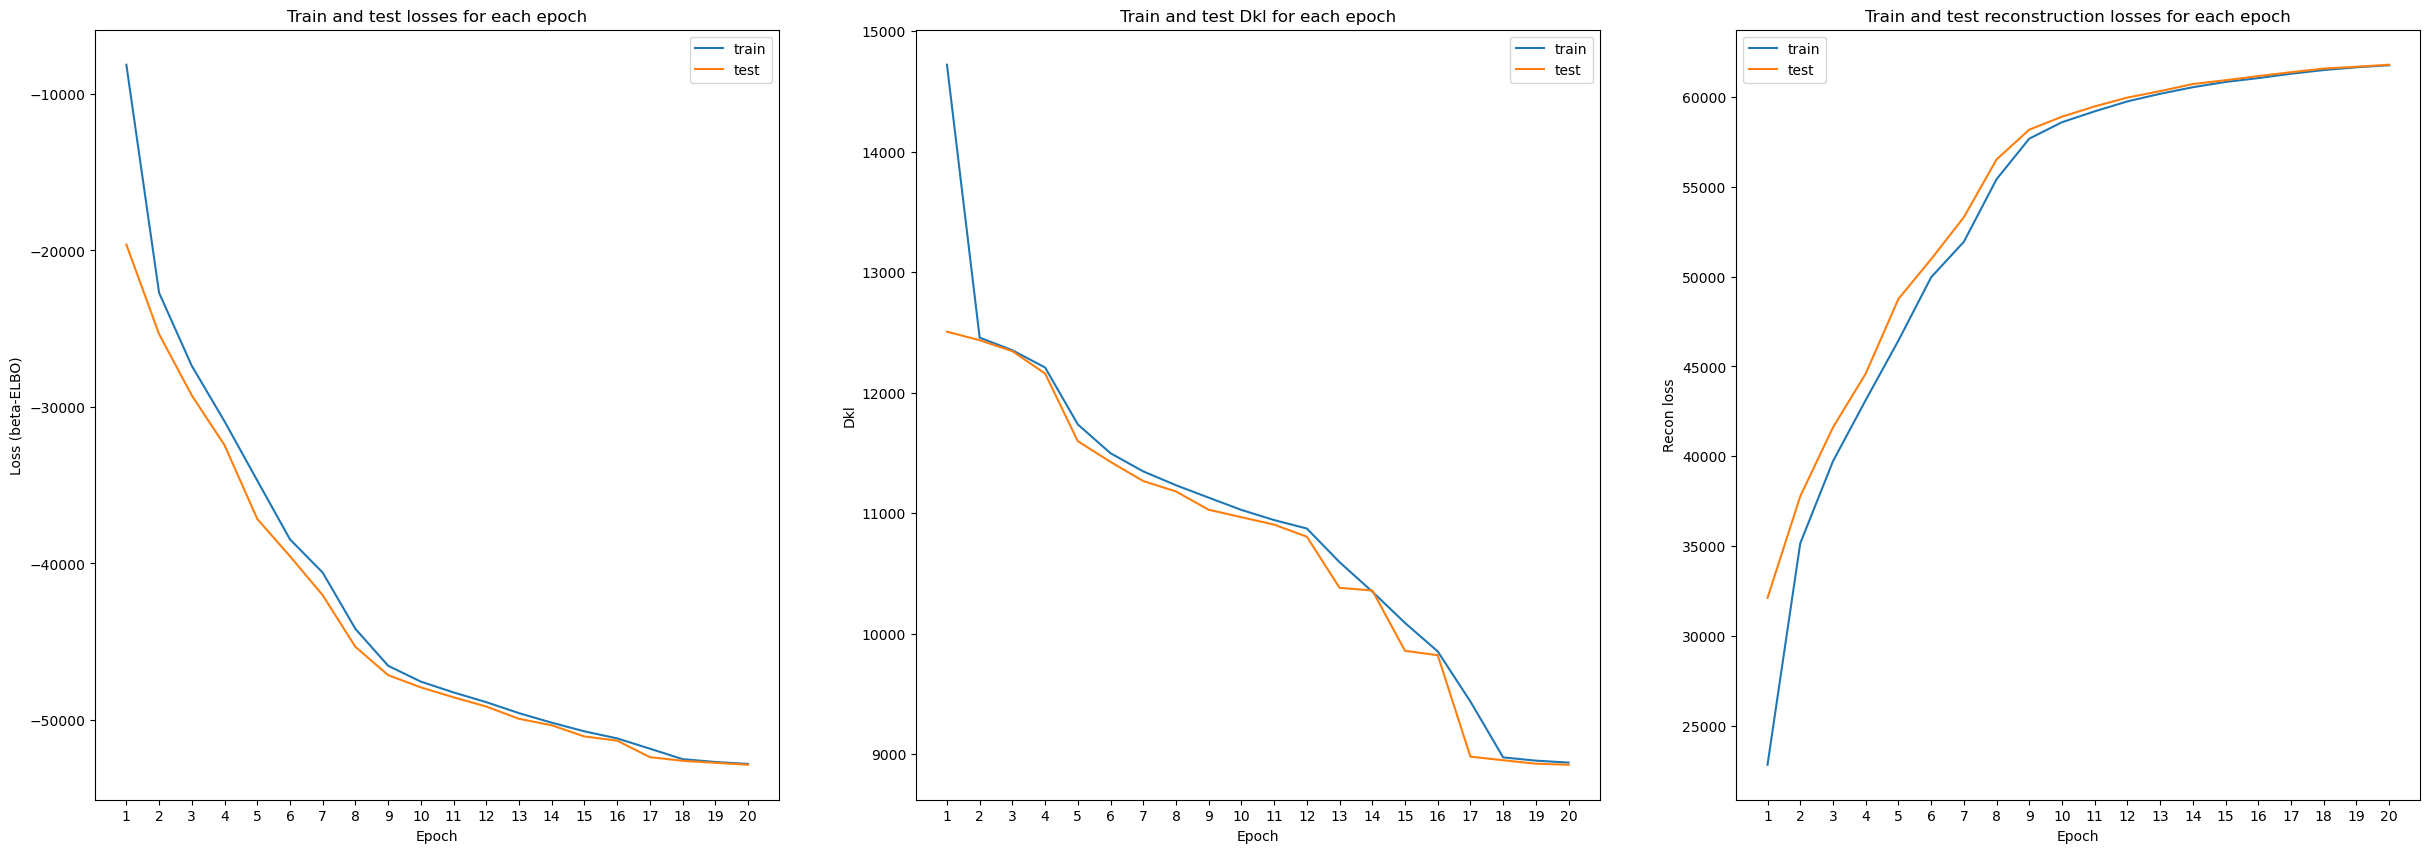 Train and test losses for each epoch
train
test
−10000
−20000
−30000
−40000
−50000
Loss (beta-ELBO)
1 2 3 4 5 6 7 8 9 10 11 12 13 14 15 16 17 18 19 20
Epoch
Train and test Dkl for each epoch
train
test
15000
14000
13000
12000
11000
10000
9000
Dkl
1 2 3 4 5 6 7 8 9 10 11 12 13 14 15 16 17 18 19 20
Epoch
Train and test reconstruction losses for each epoch
train
test
60000
55000
50000
45000
40000
35000
30000
25000
Recon loss
1 2 3 4 5 6 7 8 9 10 11 12 13 14 15 16 17 18 19 20
Epoch